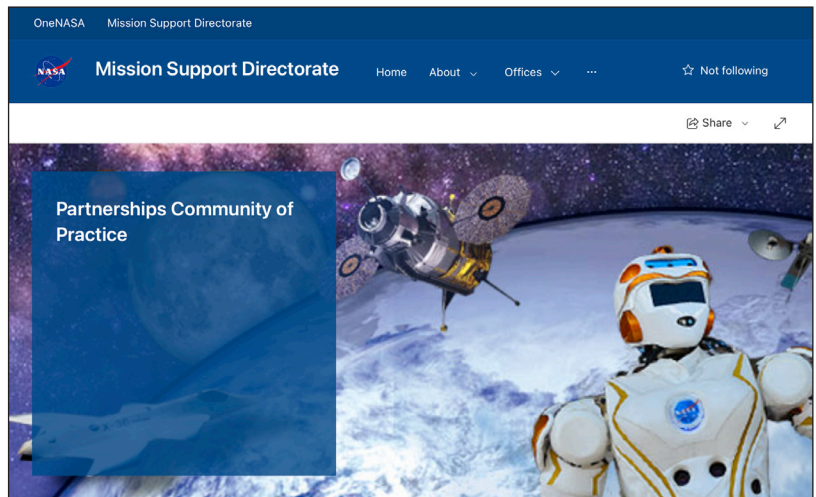 OneNASA Mission Support Directorate
NASA
Mission Support Directorate Home About Offices ... Not following
Share
Partnerships Community of
Practice
X-38
NASA